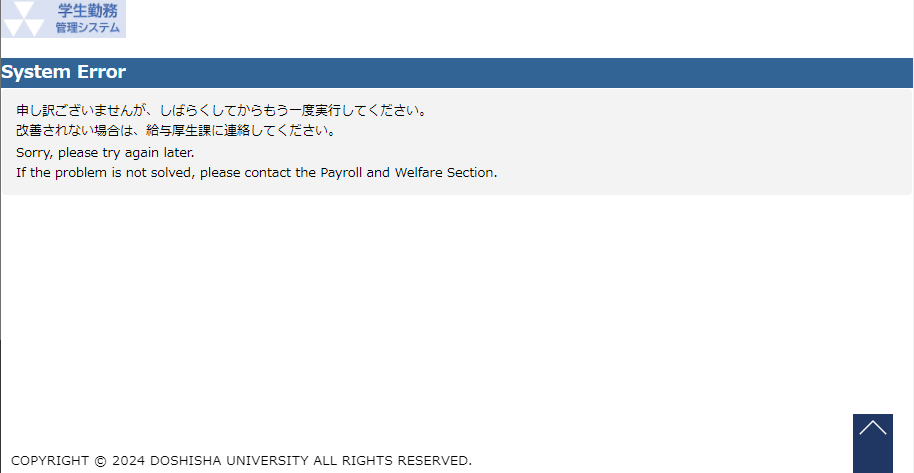 学生勤務
管理システム
System Error
申し訳ございませんが、しばらくしてからもう一度実行してください。
改善されない場合は、給与厚生課に連絡してください。
Sorry, please try again later.
If the problem is not solved, please contact the Payroll and Welfare Section.
COPYRIGHT © 2024 DOSHISHA UNIVERSITY ALL RIGHTS RESERVED.